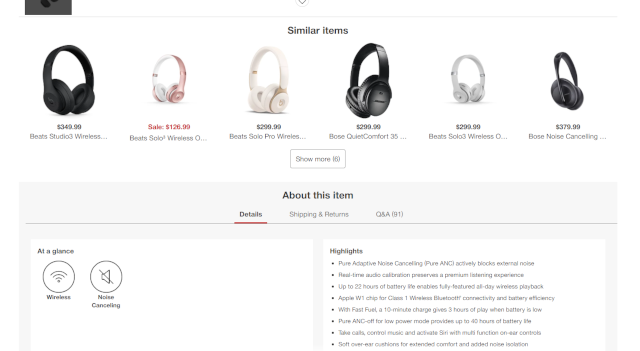 Similar items
$349.99
Beats Studio3 Wireless...
Sale: $126.99
Beats Solo³ Wireless O...
$299.99
Beats Solo Pro Wireles...
$299.99
Bose QuietComfort 35 ...
$299.99
Beats Solo3 Wireless O...
$379.99
Bose Noise Cancelling ...
Show more (6)
About this item
Details
Shipping & Returns
Q&A (91)
At a glance
Wireless
Noise
Canceling
Highlights
• Pure Adaptive Noise Cancelling (Pure ANC) actively blocks external noise
• Real-time audio calibration preserves a premium listening experience
• Up to 22 hours of battery life enables fully-featured all-day wireless playback
• Apple W1 chip for Class 1 Wireless Bluetooth® connectivity and battery efficiency
• With Fast Fuel, a 10-minute charge gives 3 hours of play when battery is low
• Pure ANC-off for low power mode provides up to 40 hours of battery life
• Take calls, control music and activate Siri with multi function on-ear controls
• Soft over-ear cushions for extended comfort and added noise isolation